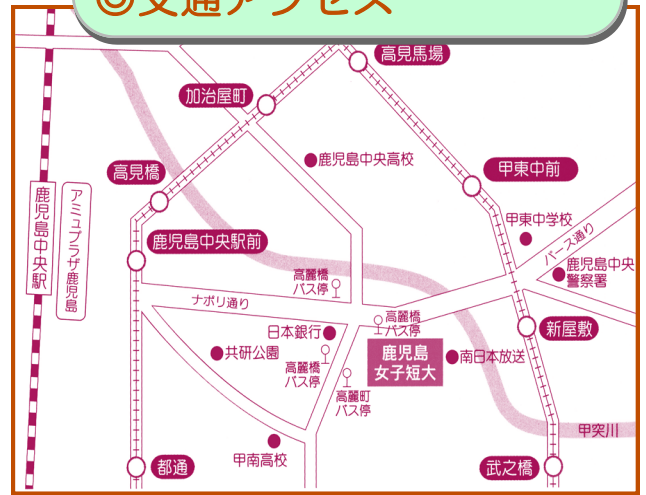 ◎交通アクセス
高見馬場
加治屋町
鹿児島中央高校
高見橋
甲東中前
鹿児島中央駅
アミュプラザ鹿児島
甲東中学校
パース通り
鹿児島中央駅前
鹿児島中央
警察署
高麗橋
バス停
ナポリ通り
高麗橋
バス停
日本銀行
新屋敷
共研公園
高麗橋
バス停
鹿児島
女子短大
南日本放送
高麗町
バス停
甲突川
甲南高校
都通
武之橋